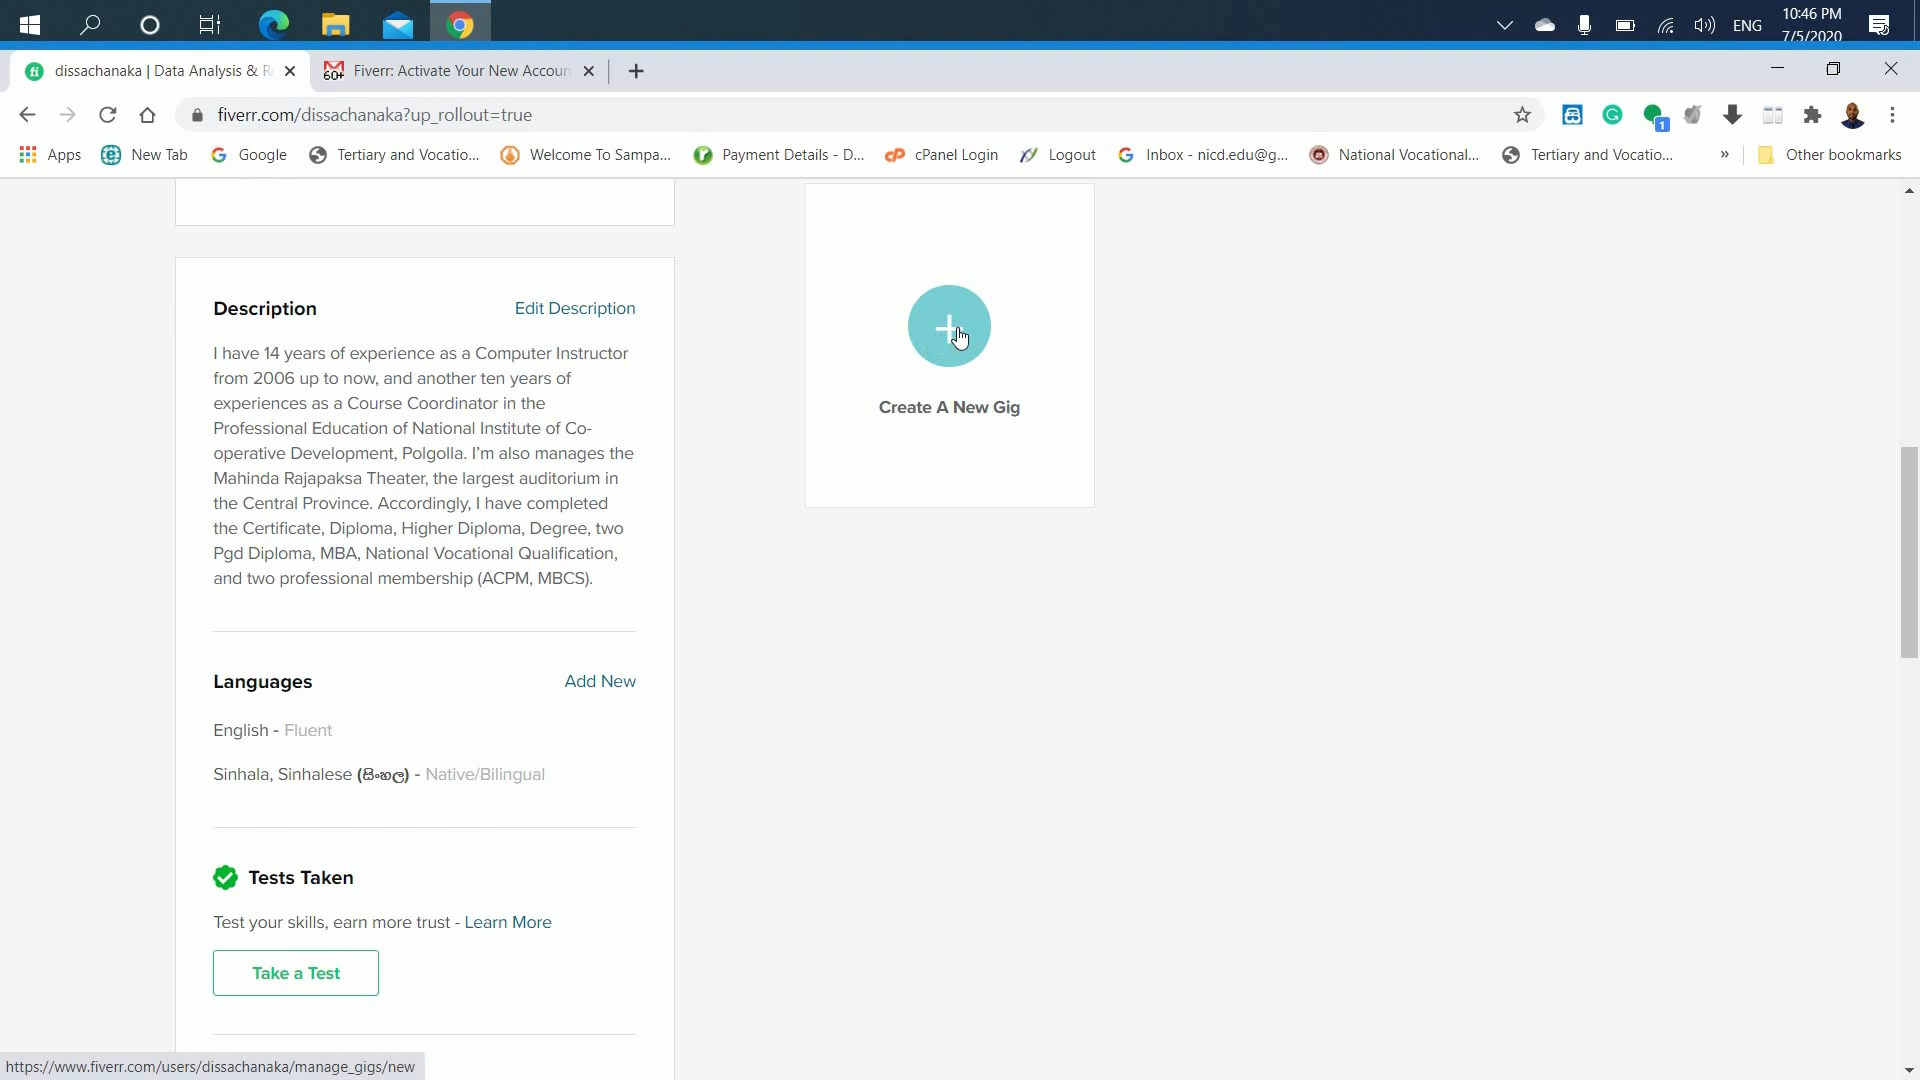 ENG
10:46 PM
7/5/2020
dissachanaka | Data Analysis & R
Fiverr: Activate Your New Accoun
fiverr.com/dissachanaka?up_rollout=true
1
Apps
New Tab
Google
Tertiary and Vocatio...
Welcome To Sampa...
Payment Details - D...
cPanel Login
Logout
Inbox - nicd.edu@g...
National Vocational...
Tertiary and Vocatio...
»
Other bookmarks
Description
Edit Description
I have 14 years of experience as a Computer Instructor
from 2006 up to now, and another ten years of
experiences as a Course Coordinator in the
Professional Education of National Institute of Co-
operative Development, Polgolla. I'm also manages the
Mahinda Rajapaksa Theater, the largest auditorium in
the Central Province. Accordingly, I have completed
the Certificate, Diploma, Higher Diploma, Degree, two
Pgd Diploma, MBA, National Vocational Qualification,
and two professional membership (ACPM, MBCS).
Create A New Gig
Languages
Add New
English - Fluent
Sinhala, Sinhalese (සිංහල) - Native/Bilingual
Tests Taken
Test your skills, earn more trust - Learn More
Take a Test
https://www.fiverr.com/users/dissachanaka/manage_gigs/new